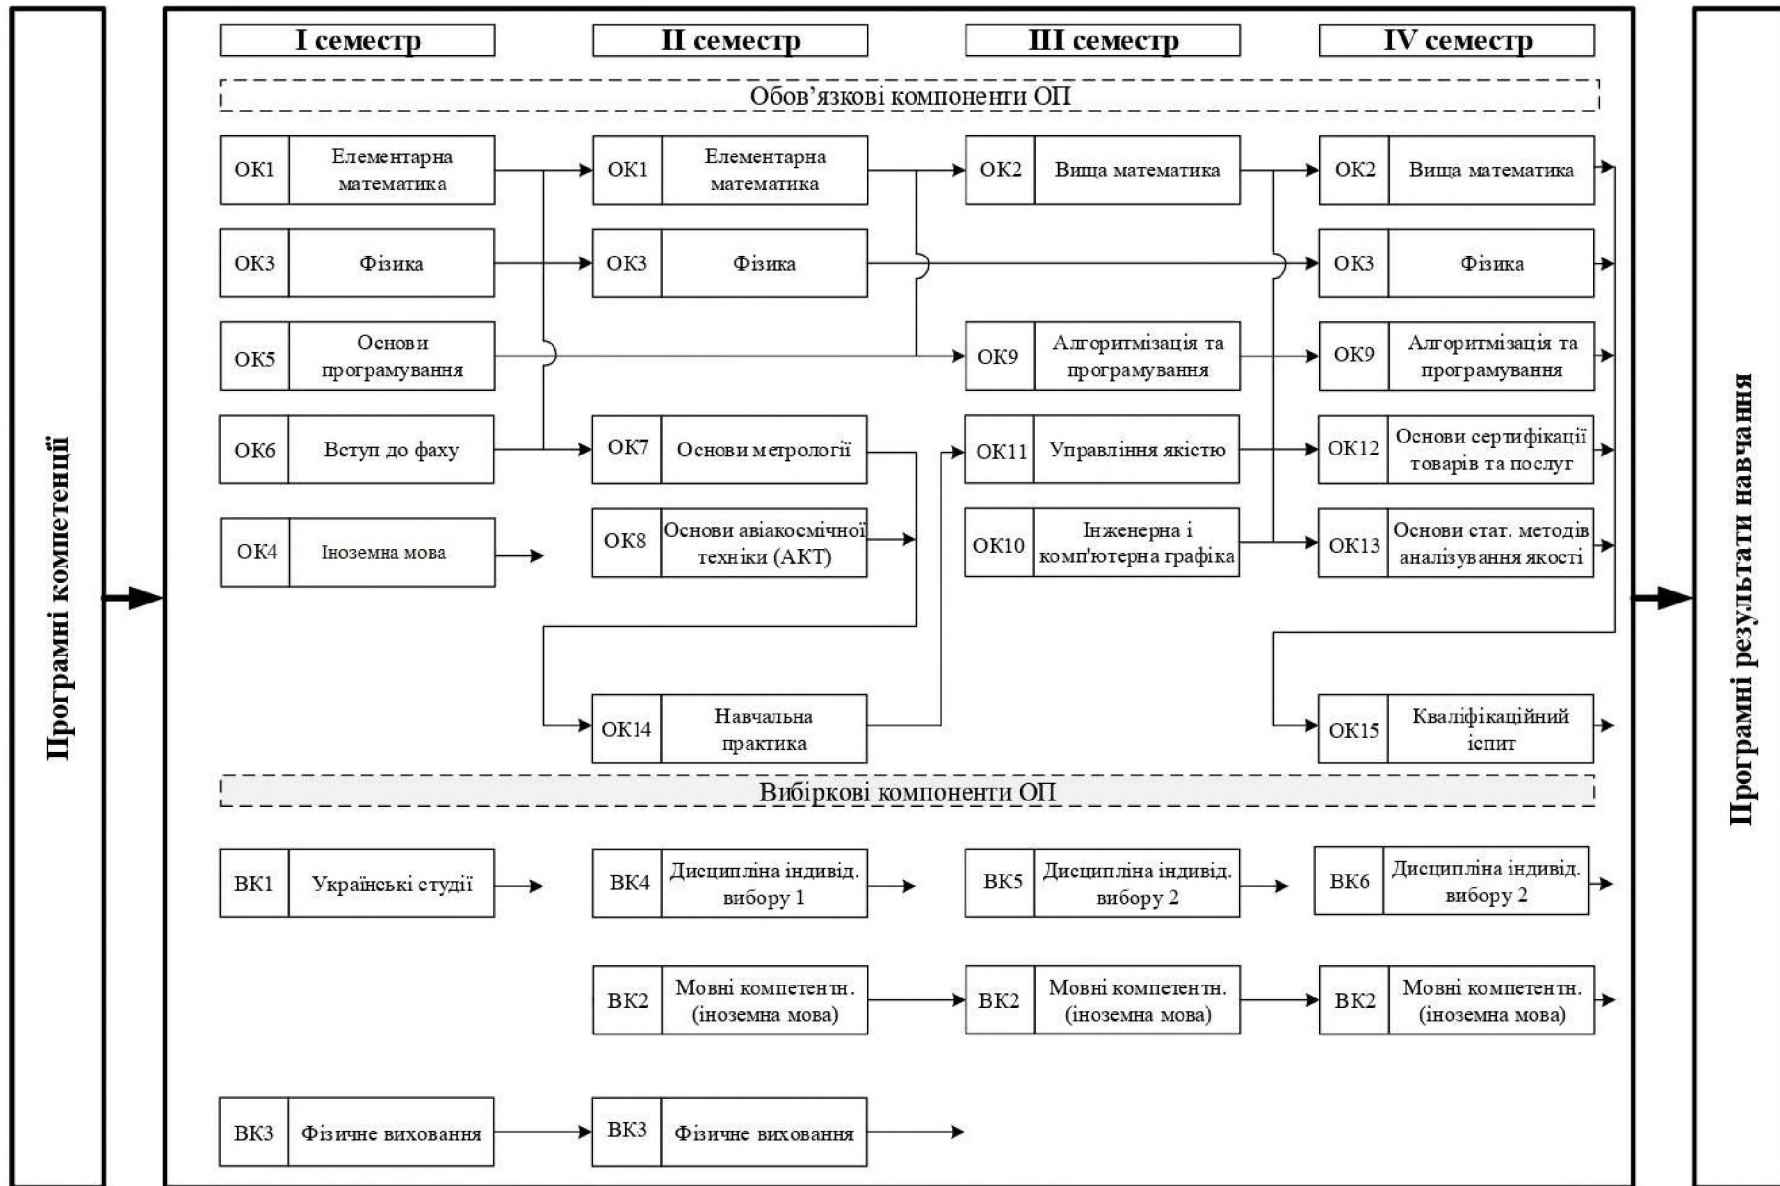 Програмні компетенції
I семестр
II семестр
III семестр
IV семестр
Обов’язкові компоненти ОП
ОК1
Елементарна
математика
ОК1
Елементарна
математика
ОК2
Вища математика
ОК2
Вища математика
ОК3
Фізика
ОК3
Фізика
ОК3
Фізика
ОК5
Основи
програмування
ОК9
Алгоритмізація та
програмування
ОК9
Алгоритмізація та
програмування
ОК6
Вступ до фаху
ОК7
Основи метрології
ОК11
Управління якістю
ОК12
Основи сертифікації
товарів та послуг
ОК4
Іноземна мова
ОК8
Основи авіакосмічної
техніки (АКТ)
ОК10
Інженерна і
комп'ютерна графіка
ОК13
Основи стат. методів
аналізування якості
ОК14
Навчальна
практика
ОК15
Кваліфікаційний
іспит
Вибіркові компоненти ОП
ВК1
Українські студії
ВК4
Дисципліна індивід.
вибору 1
ВК5
Дисципліна індивід.
вибору 2
ВК6
Дисципліна індивід.
вибору 2
ВК2
Мовні компетентн.
(іноземна мова)
ВК2
Мовні компетентн.
(іноземна мова)
ВК2
Мовні компетентн.
(іноземна мова)
ВК3
Фізичне виховання
ВК3
Фізичне виховання
Програмні результати навчання